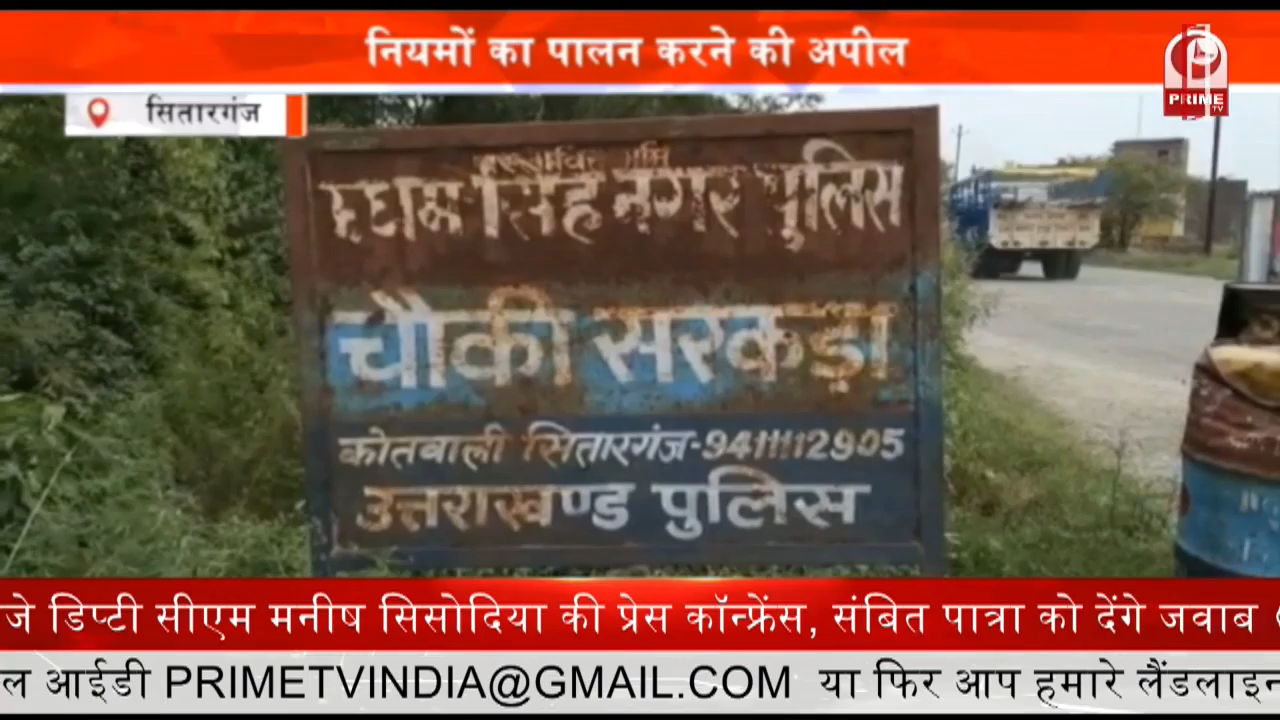 नियमों का पालन करने की अपील
PRIME TV
सितारगंज
सिंह नगर पुलिस
चौकी सरकड़ा
कोतवाली सितारगंज-9411112905
उत्तराखण्ड पुलिस
जे डिप्टी सीएम मनीष सिसोदिया की प्रेस कॉन्फ्रेंस, संबित पात्रा को देंगे जवाब
ल आईडी PRIMETVINDIA@GMAIL.COM या फिर आप हमारे लैंडलाइन